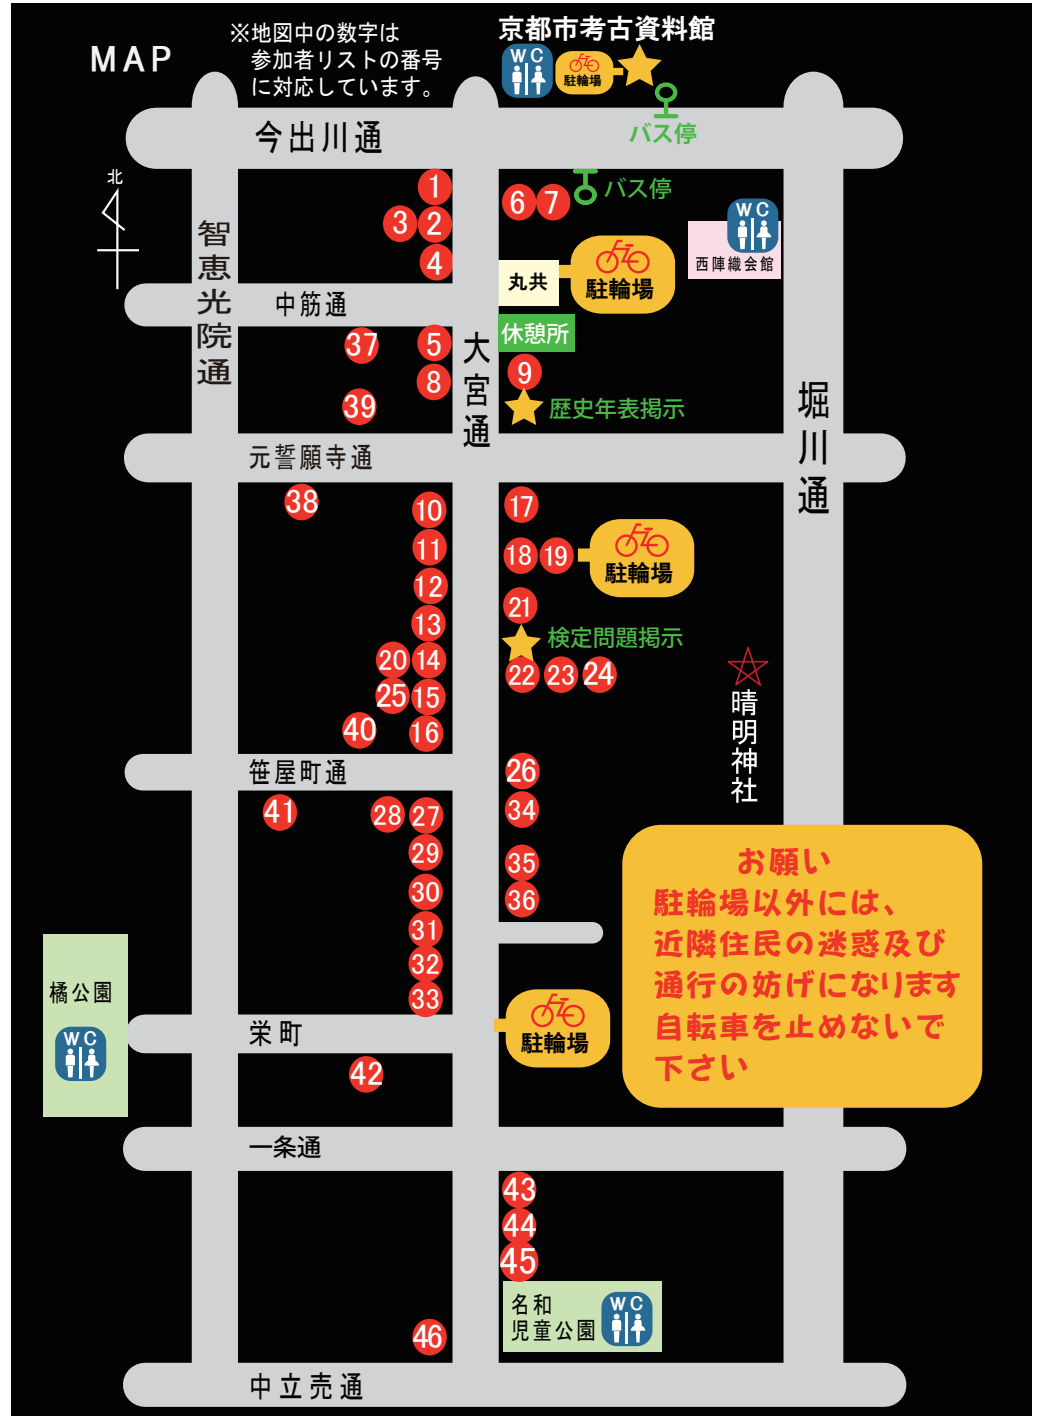 MAP
※地図中の数字は
参加者リストの番号
に対応しています。
京都市考古資料館
WC
駐輪場
バス停
今出川通
北
1
6
7
バス停
3
2
WC
西陣織会館
4
丸共
駐輪場
智恵光院通
中筋通
大宮通
休憩所
37
5
9
8
39
歴史年表掲示
堀川通
元誓願寺通
38
10
17
11
18
19
駐輪場
12
21
13
検定問題掲示
20
14
22
23
24
25
15
40
16
晴明神社
笹屋町通
26
41
28
27
34
29
35
30
36
31
32
33
お願い
駐輪場以外には、
近隣住民の迷惑及び
通行の妨げになります
自転車を止めないで
下さい
橘公園
WC
栄町
駐輪場
42
一条通
43
44
45
名和
児童公園
WC
46
中立売通